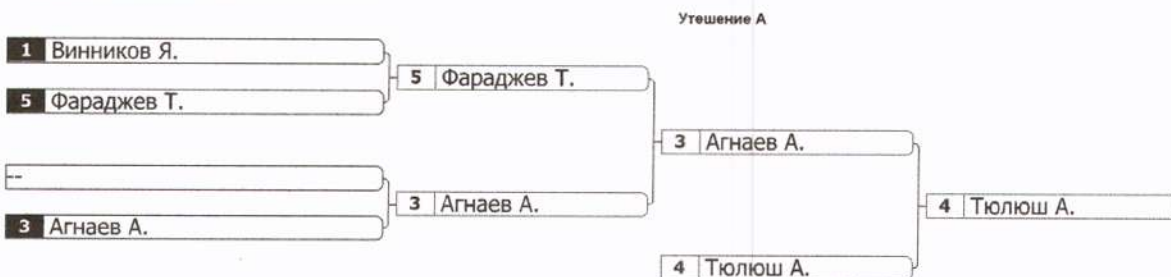 Утешение А
1 Винников Я.
5 Фараджев Т.
5 Фараджев Т.
3 Агнаев А.
--
3 Агнаев А.
4 Тюлюш А.
3 Агнаев А.
4 Тюлюш А.